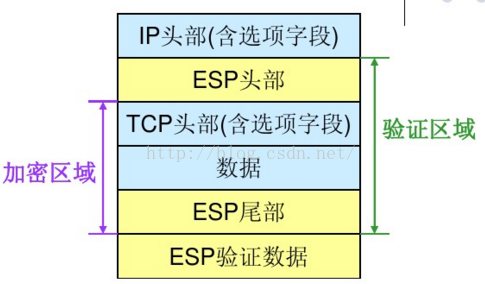 IP头部(含选项字段)
ESP头部
TCP头部(含选项字段)
http://blog.csdn.net/
数据
ESP尾部
ESP验证数据
加密区域
验证区域